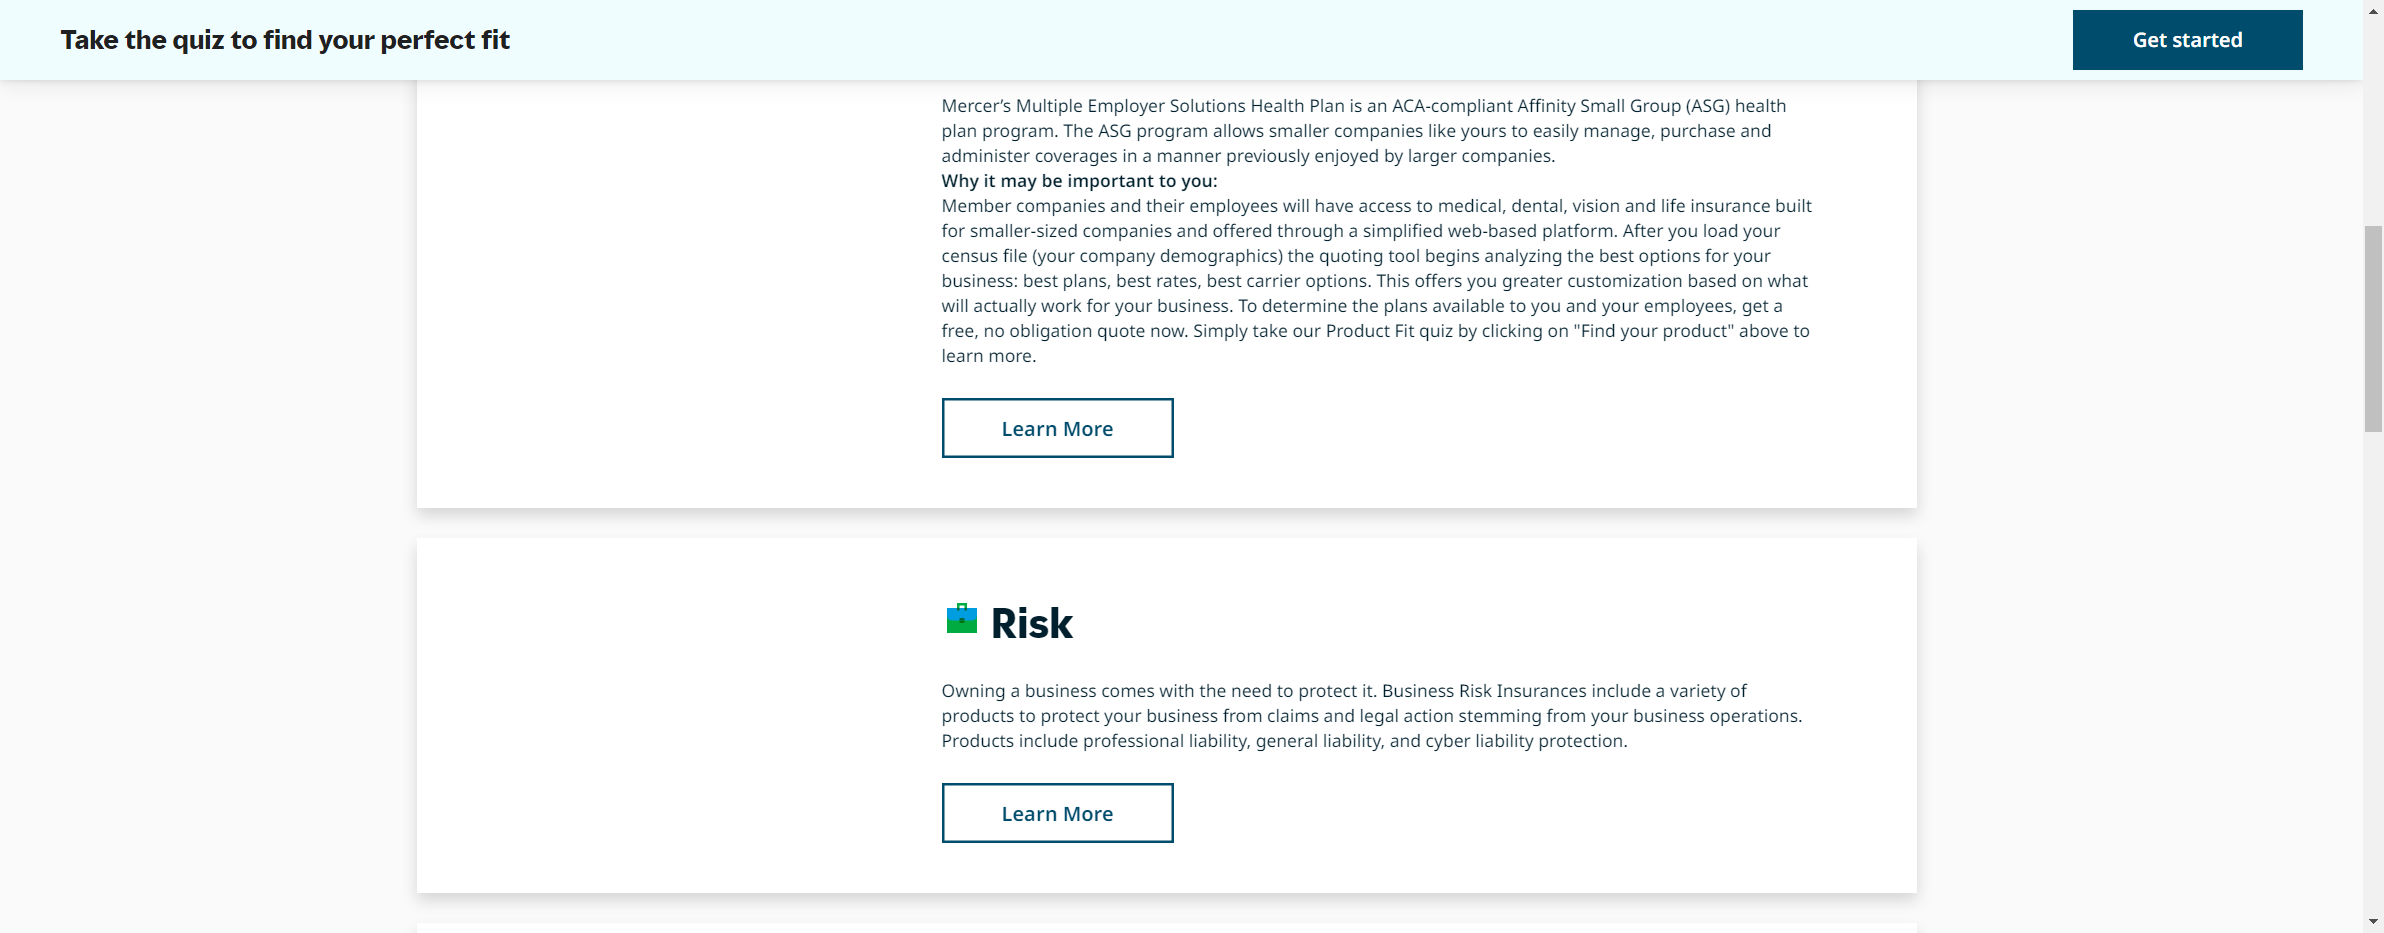 Take the quiz to find your perfect fit
Get started
Mercer’s Multiple Employer Solutions Health Plan is an ACA-compliant Affinity Small Group (ASG) health
plan program. The ASG program allows smaller companies like yours to easily manage, purchase and
administer coverages in a manner previously enjoyed by larger companies.
Why it may be important to you:
Member companies and their employees will have access to medical, dental, vision and life insurance built
for smaller-sized companies and offered through a simplified web-based platform. After you load your
census file (your company demographics) the quoting tool begins analyzing the best options for your
business: best plans, best rates, best carrier options. This offers you greater customization based on what
will actually work for your business. To determine the plans available to you and your employees, get a
free, no obligation quote now. Simply take our Product Fit quiz by clicking on "Find your product" above to
learn more.
Learn More
Risk
Owning a business comes with the need to protect it. Business Risk Insurances include a variety of
products to protect your business from claims and legal action stemming from your business operations.
Products include professional liability, general liability, and cyber liability protection.
Learn More